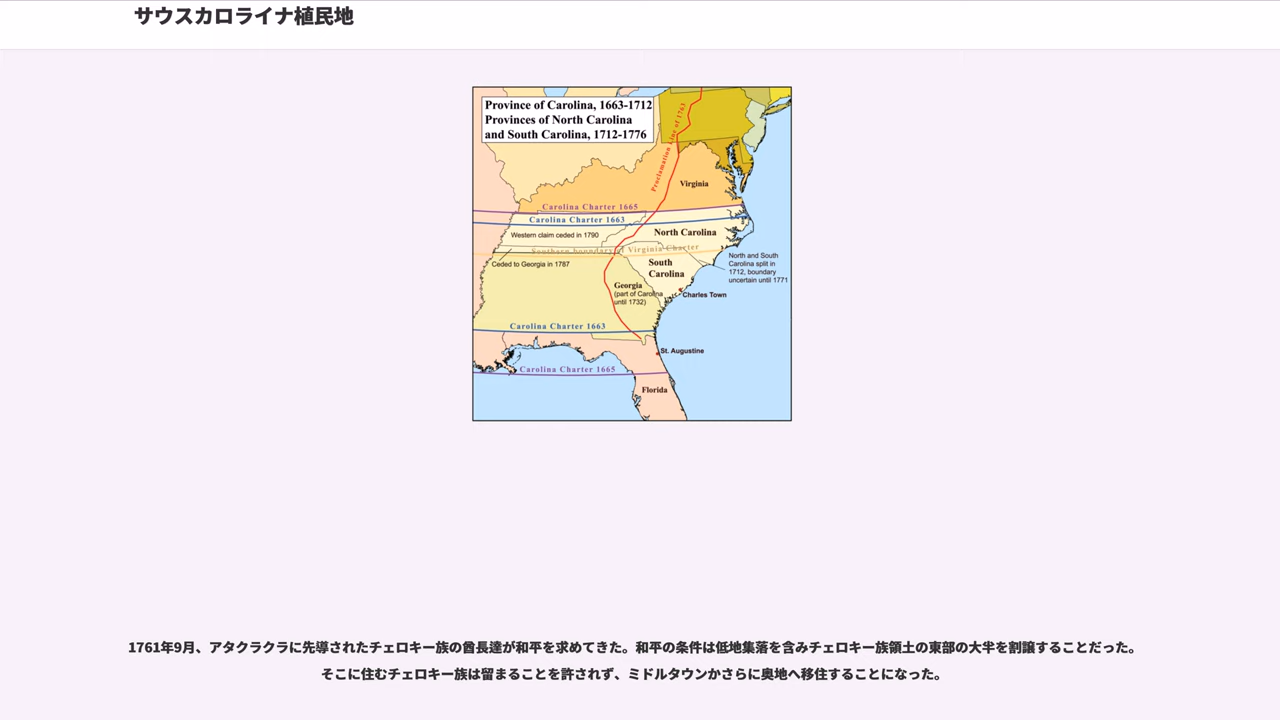 サウスカロライナ植民地
Province of Carolina, 1663-1712
Provinces of North Carolina
and South Carolina, 1712-1776
Proclamation Line of 1763
Virginia
Carolina Charter 1665
Carolina Charter 1663
Western claim ceded in 1790
North Carolina
Southern boundary of Virginia Charter
Ceded to Georgia in 1787
South
Carolina
North and South
Carolina split in
1712, boundary
uncertain until 1771
Georgia
(part of Carolina
until 1732)
Charles Town
Carolina Charter 1663
St. Augustine
Carolina Charter 1665
Florida
1761年9月、アタクラクラに先導されたチェロキー族の酋長達が和平を求めてきた。和平の条件は低地集落を含みチェロキー族領土の東部の大半を割譲することだった。
そこに住むチェロキー族は留まることを許されず、ミドルタウンかさらに奥地へ移住することになった。